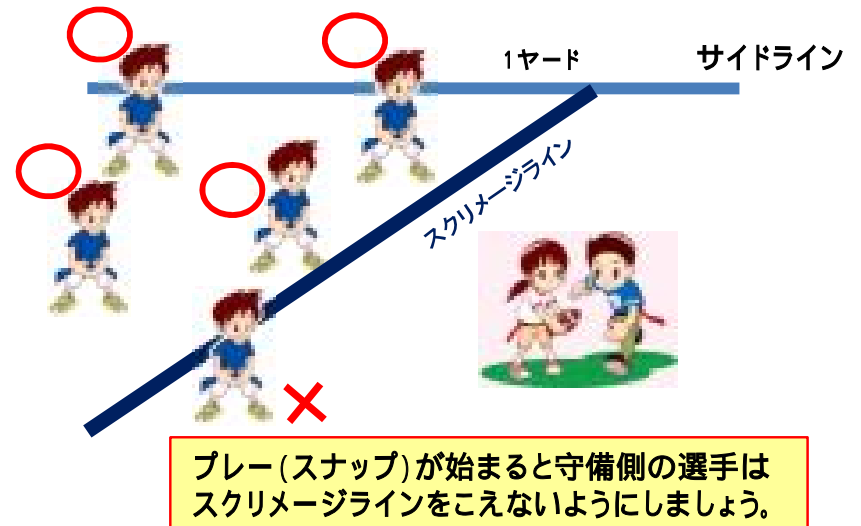 1ヤード
サイドライン
スクリメージライン
プレー(スナップ)が始まると守備側の選手は
スクリメージラインをこえないようにしましょう。